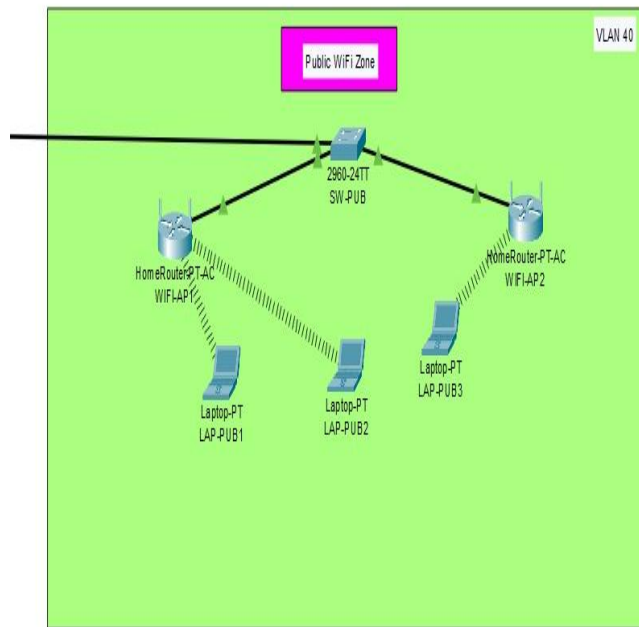 VLAN 40
Public WiFi Zone
2960-24TT
SW-PUB
HomeRouter-PT-AC
WIFI-AP1
HomeRouter-PT-AC
WIFI-AP2
Laptop-PT
LAP-PUB1
Laptop-PT
LAP-PUB2
Laptop-PT
LAP-PUB3